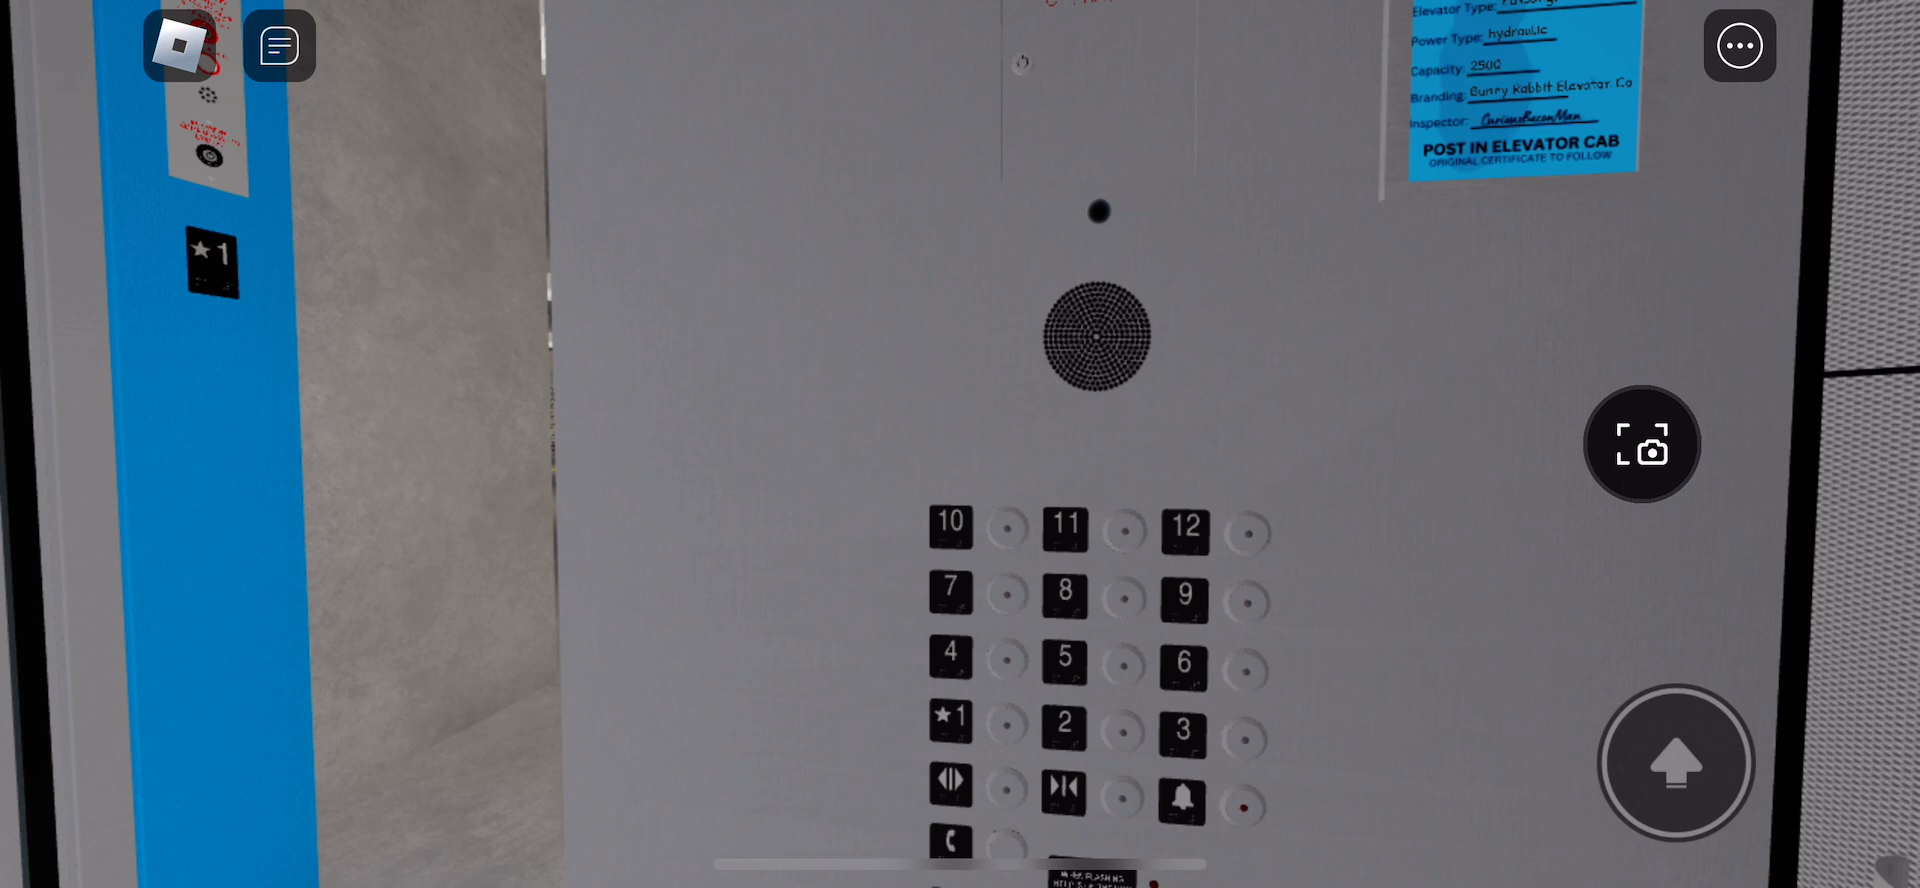 Elevator Type:
Power Type: hydraulic
Capacity: 2500
Branding: Bunny Rabbit Elevator Co
Inspector: CuriousBaconMan
POST IN ELEVATOR CAB
ORIGINAL CERTIFICATE TO FOLLOW
★1
10 11 12
7 8 9
4 5 6
★1 2 3